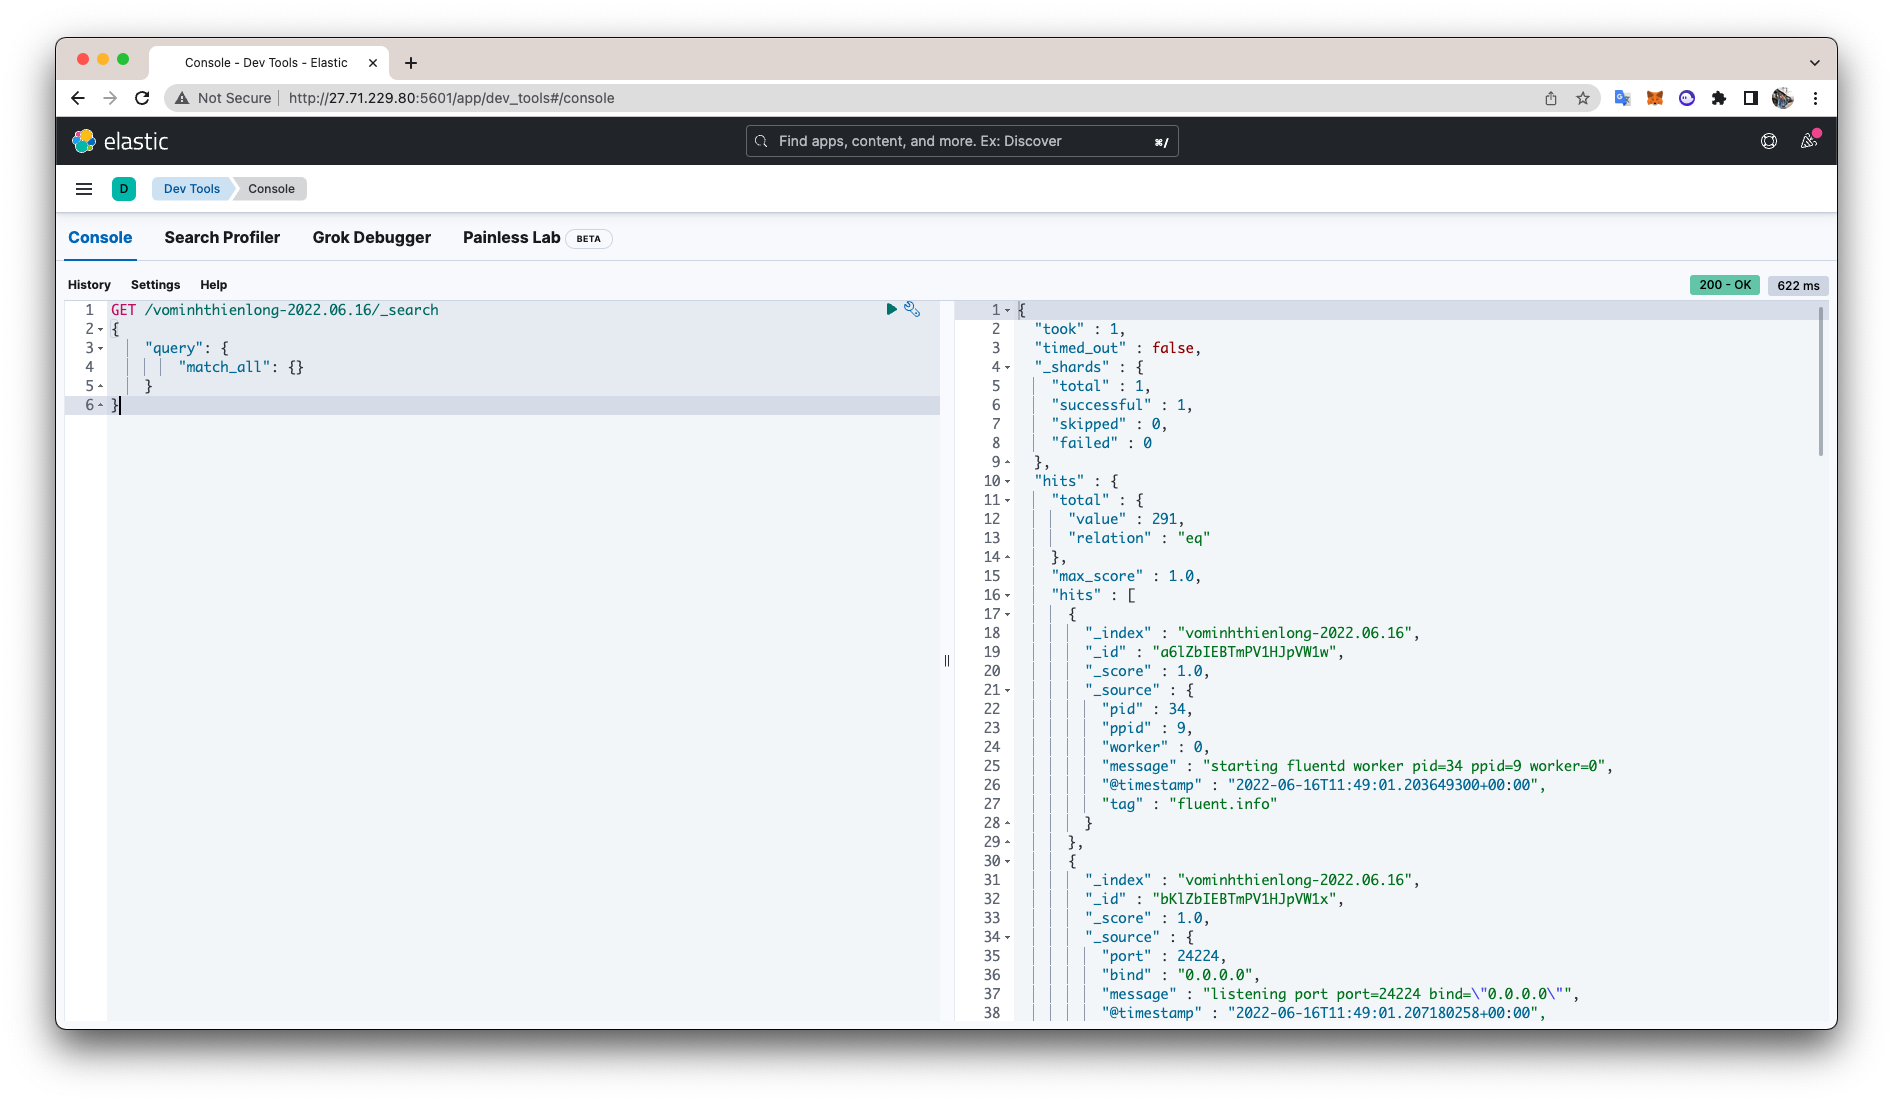 Console - Dev Tools - Elastic
Not Secure http://27.71.229.80:5601/app/dev_tools#/console
elastic
Find apps, content, and more. Ex: Discover ⌘/
D Dev Tools Console
Console Search Profiler Grok Debugger Painless Lab BETA
History Settings Help
200 - OK 622 ms
1 GET /vominhthienlong-2022.06.16/_search
2 {
3 "query": {
4 "match_all": {}
5 }
6 }
1 {
2 "took" : 1,
3 "timed_out" : false,
4 "_shards" : {
5 "total" : 1,
6 "successful" : 1,
7 "skipped" : 0,
8 "failed" : 0
9 },
10 "hits" : {
11 "total" : {
12 "value" : 291,
13 "relation" : "eq"
14 },
15 "max_score" : 1.0,
16 "hits" : [
17 {
18 "_index" : "vominhthienlong-2022.06.16",
19 "_id" : "a6lZbIEBTmPV1HJpVW1w",
20 "_score" : 1.0,
21 "_source" : {
22 "pid" : 34,
23 "ppid" : 9,
24 "worker" : 0,
25 "message" : "starting fluentd worker pid=34 ppid=9 worker=0",
26 "@timestamp" : "2022-06-16T11:49:01.203649300+00:00",
27 "tag" : "fluent.info"
28 }
29 },
30 {
31 "_index" : "vominhthienlong-2022.06.16",
32 "_id" : "bKlZbIEBTmPV1HJpVW1x",
33 "_score" : 1.0,
34 "_source" : {
35 "port" : 24224,
36 "bind" : "0.0.0.0",
37 "message" : "listening port port=24224 bind=\"0.0.0.0\"",
38 "@timestamp" : "2022-06-16T11:49:01.207180258+00:00",